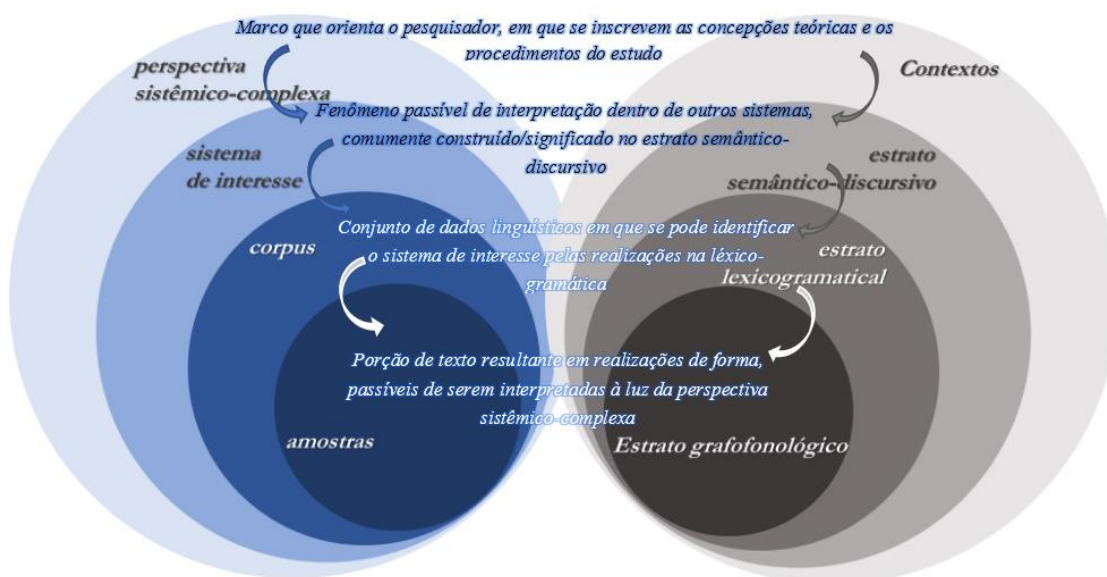 Marco que orienta o pesquisador, em que se inscrevem as concepções teóricas e os
procedimentos do estudo
perspectiva
sistêmico-complexa
Contextos
Fenômeno passível de interpretação dentro de outros sistemas,
comumente construído/significado no estrato semântico-
discursivo
sistema
de interesse
estrato
semântico-discursivo
Conjunto de dados linguísticos em que se pode identificar
o sistema de interesse pelas realizações na léxico-
gramática
corpus
estrato
lexicogramatical
Porção de texto resultante em realizações de forma,
passíveis de serem interpretadas à luz da perspectiva
sistêmico-complexa
amostras
Estrato grafofonológico